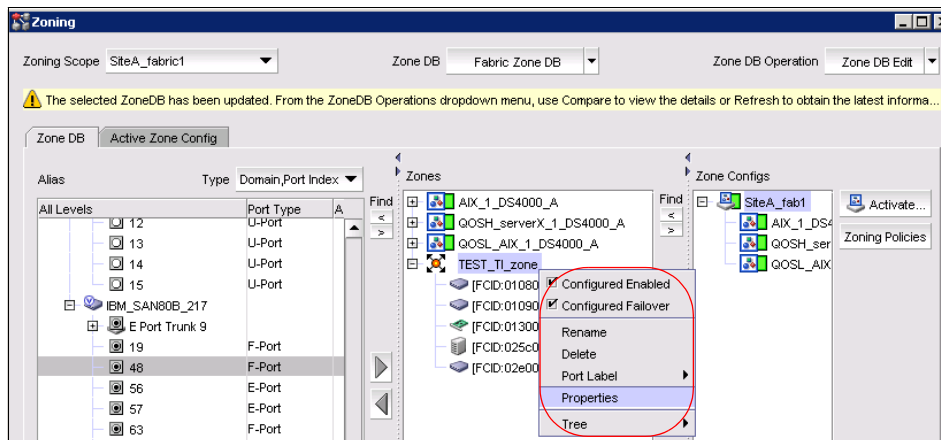 Zoning
Zoning Scope SiteA_fabric1 Zone DB Fabric Zone DB Zone DB Operation Zone DB Edit
The selected ZoneDB has been updated. From the ZoneDB Operations dropdown menu, use Compare to view the details or Refresh to obtain the latest informa...
Zone DB Active Zone Config
Alias Type Domain,Port Index
All Levels Port Type A
12 U-Port
13 U-Port
14 U-Port
15 U-Port
IBM_SAN80B_217
E Port Trunk 9
19 F-Port
48 F-Port
56 E-Port
57 E-Port
63 F-Port
Find
<
>
Zones
AIX_1_DS4000_A
QOSH_serverX_1_DS4000_A
QOSL_AIX_1_DS4000_A
TEST_TI_zone
[FCID:01080
[FCID:01090
[FCID:01300
[FCID:025c0
[FCID:02e00
Configured Enabled
Configured Failover
Rename
Delete
Port Label
Properties
Tree
Find
<
>
Zone Configs
SiteA_fab1
AIX_1_DS4
QOSH_ser
QOSL_AIX
Activate...
Zoning Policies